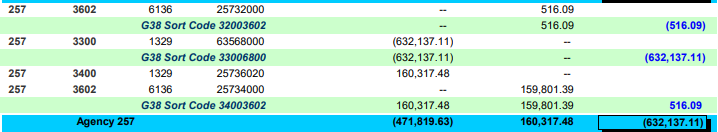 257 3602 6136 25732000 -- 516.09
G38 Sort Code 32003602 -- 516.09 (516.09)
257 3300 1329 63568000 (632,137.11) --
G38 Sort Code 33006800 (632,137.11) -- (632,137.11)
257 3400 1329 25736020 160,317.48 --
257 3602 6136 25734000 -- 159,801.39
G38 Sort Code 34003602 160,317.48 159,801.39 516.09
Agency 257 (471,819.63) 160,317.48 (632,137.11)